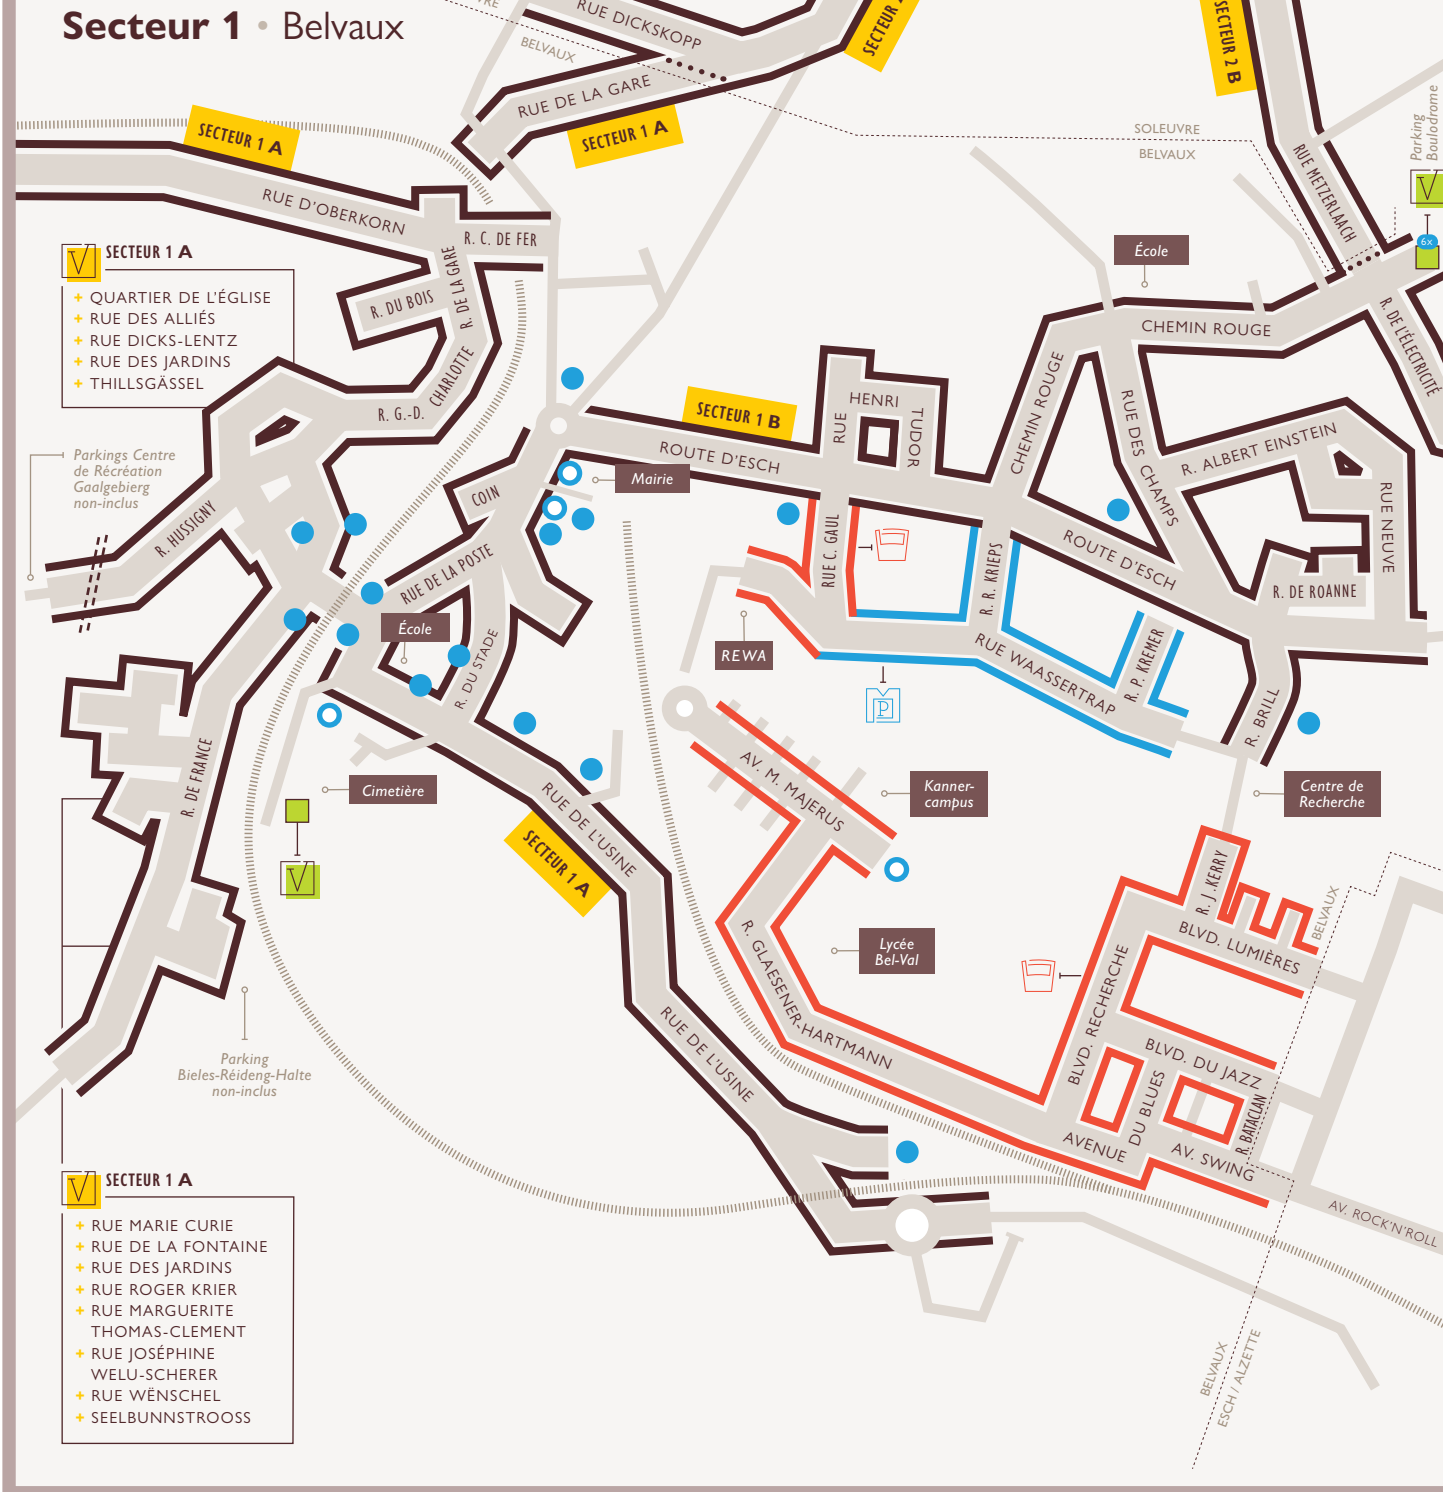 Secteur 1 • Belvaux
BELVAUX
RUE DICKSKOPP
RUE DE LA GARE
SECTEUR 1 A
SECTEUR
SECTEUR 2 B
SOLEUVRE
BELVAUX
RUE METZERLAACH
Parking
Boulodrome
V
6x
SECTEUR 1 A
RUE D'OBERKORN
R. C. DE FER
R. DE LA GARE
R. DU BOIS
V
SECTEUR 1 A
+ QUARTIER DE L'ÉGLISE
+ RUE DES ALLIÉS
+ RUE DICKS-LENTZ
+ RUE DES JARDINS
+ THILLSGÄSSEL
R. G.-D. CHARLOTTE
Parkings Centre
de Récréation
Gaalgebierg
non-inclus
R. HUSSIGNY
École
CHEMIN ROUGE
CHEMIN ROUGE
R. DE L'ÉLECTRICITÉ
RUE DES CHAMPS
R. ALBERT EINSTEIN
RUE NEUVE
R. DE ROANNE
SECTEUR 1 B
ROUTE D'ESCH
RUE HENRI TUDOR
Mairie
COIN
RUE DE LA POSTE
École
R. DU STADE
RUE C. GAUL
R. R. KRIEPS
ROUTE D'ESCH
REWA
RUE WAASSERTRAP
R. P. KREMER
P
R. BRILL
Centre de
Recherche
R. DE FRANCE
Cimetière
V
RUE DE L'USINE
SECTEUR 1 A
AV. M. MAJERUS
Kanner-
campus
Lycée
Bel-Val
R. GLAESENER-HARTMANN
R. J. KERRY
BLVD. LUMIÈRES
BELVAUX
BLVD. RECHERCHE
BLVD. DU JAZZ
AVENUE DU BLUES
R. BATACLAN
AV. SWING
AV. ROCK'N'ROLL
RUE DE L'USINE
Parking
Bieles-Réideng-Halte
non-inclus
V
SECTEUR 1 A
+ RUE MARIE CURIE
+ RUE DE LA FONTAINE
+ RUE DES JARDINS
+ RUE ROGER KRIER
+ RUE MARGUERITE
THOMAS-CLEMENT
+ RUE JOSÉPHINE
WELU-SCHERER
+ RUE WËNSCHEL
+ SEELBUNNSTROOSS
BELVAUX
ESCH / ALZETTE